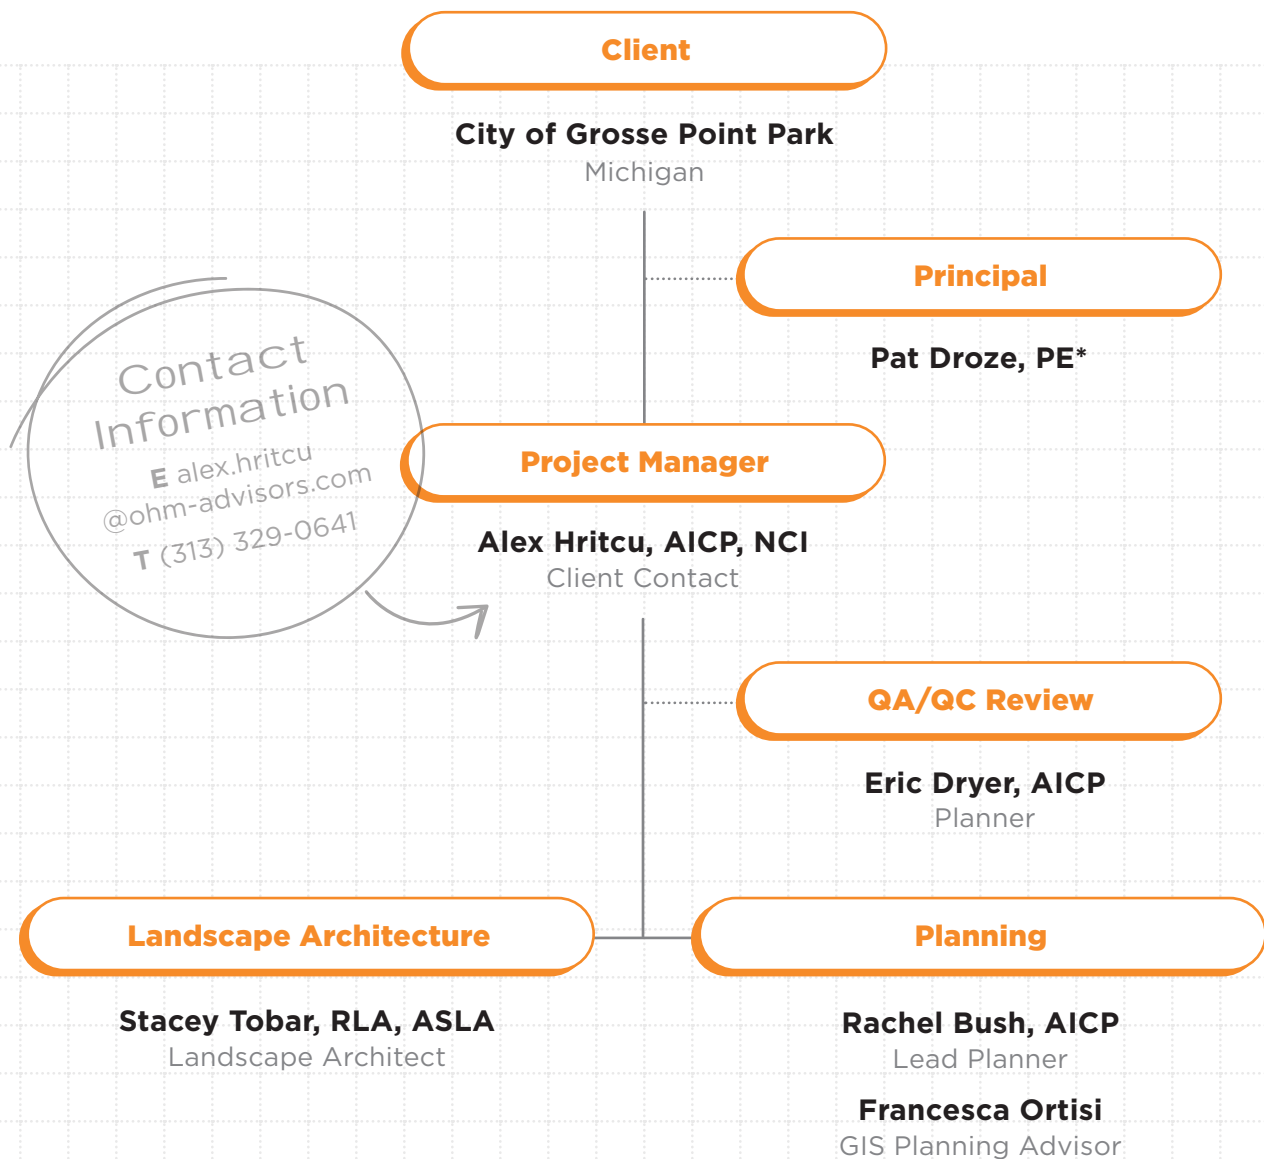 Client
City of Grosse Point Park
Michigan
Principal
Pat Droze, PE*
Contact
Information
E alex.hritcu
@ohm-advisors.com
T (313) 329-0641
Project Manager
Alex Hritcu, AICP, NCI
Client Contact
QA/QC Review
Eric Dryer, AICP
Planner
Landscape Architecture
Stacey Tobar, RLA, ASLA
Landscape Architect
Planning
Rachel Bush, AICP
Lead Planner
Francesca Ortisi
GIS Planning Advisor